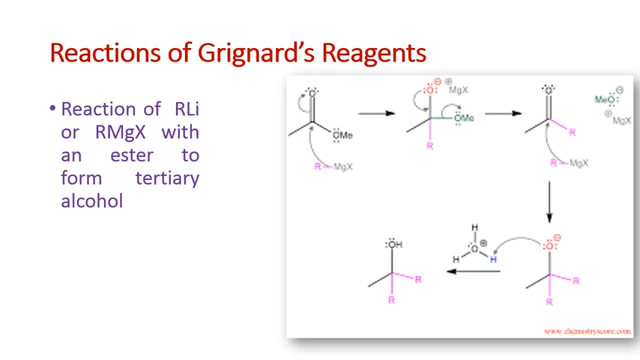 Reactions of Grignard's Reagents
• Reaction of RLi
or RMgX with
an ester to
form tertiary
alcohol
O
OMe
R-MgX
O⊖ ⊕MgX
OMe
R
O
R
R-MgX
MeO⊖
⊕MgX
OH
R
R
H
O⊕
H H
O⊖
R
R
www.chemistryscore.com